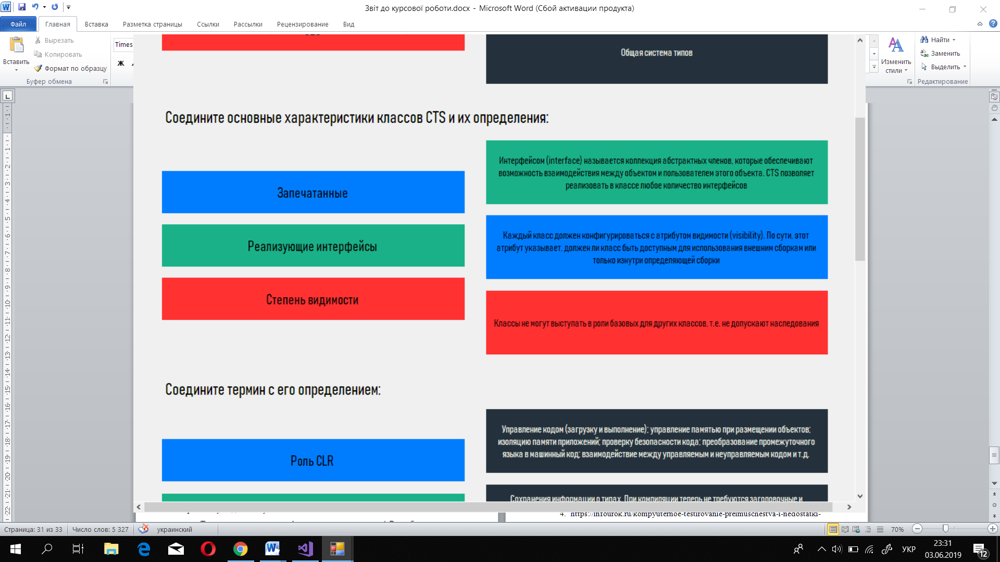 Звіт до курсової роботи.docx - Microsoft Word (Сбой активации продукта)
Файл
Главная
Вставка
Разметка страницы
Ссылки
Рассылки
Рецензирование
Вид
Вставить
Вырезать
Копировать
Формат по образцу
Буфер обмена
Times
Ж
Изменить
стили
Найти
Заменить
Выделить
Редактирование
Общая система типов
Соедините основные характеристики классов CTS и их определения:
Запечатанные
Реализующие интерфейсы
Степень видимости
Интерфейсом (interface) называется коллекция абстрактных членов, которые обеспечивают
возможность взаимодействия между объектом и пользователем этого объекта. CTS позволяет
реализовать в классе любое количество интерфейсов
Каждый класс должен конфигурироваться с атрибутом видимости (visibility). По сути, этот
атрибут указывает, должен ли класс быть доступным для использования внешним сборкам или
только изнутри определяющей сборки
Классы не могут выступать в роли базовых для других классов, т.е. не допускают наследования
Соедините термин с его определением:
Роль CLR
Управление кодом (загрузку и выполнение); управление памятью при размещении объектов;
изоляцию памяти приложений; проверку безопасности кода; преобразование промежуточного
языка в машинный код; взаимодействие между управляемым и неуправляемым кодом и т.д.
Сохранения информации о типах. При компиляции теперь не требуются заголовочные и
4. https://infourok.ru/kompyuternoe-testirovanie-preimuschestva-i-nedostatki-
Страница: 31 из 33
Число слов: 5 327
украинский
70%
УКР
23:31
03.06.2019
12